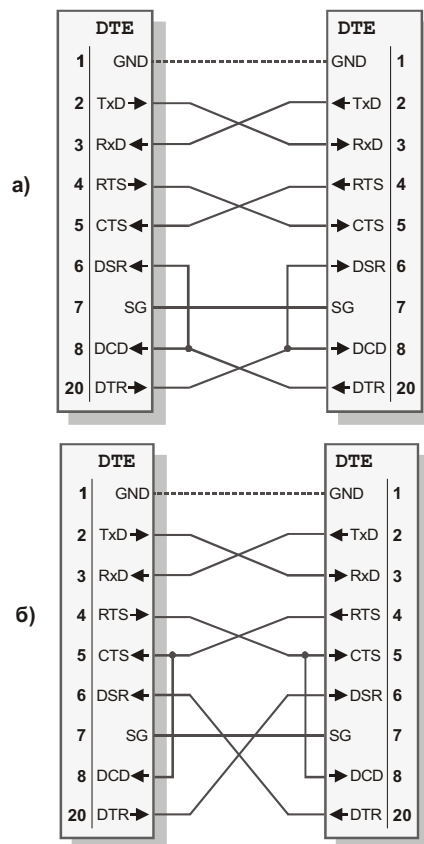 DTE DTE
1 GND GND 1
2 TxD TxD 2
3 RxD RxD 3
а)
4 RTS RTS 4
5 CTS CTS 5
6 DSR DSR 6
7 SG SG 7
8 DCD DCD 8
20 DTR DTR 20
DTE DTE
1 GND GND 1
2 TxD TxD 2
3 RxD RxD 3
б)
4 RTS RTS 4
5 CTS CTS 5
6 DSR DSR 6
7 SG SG 7
8 DCD DCD 8
20 DTR DTR 20